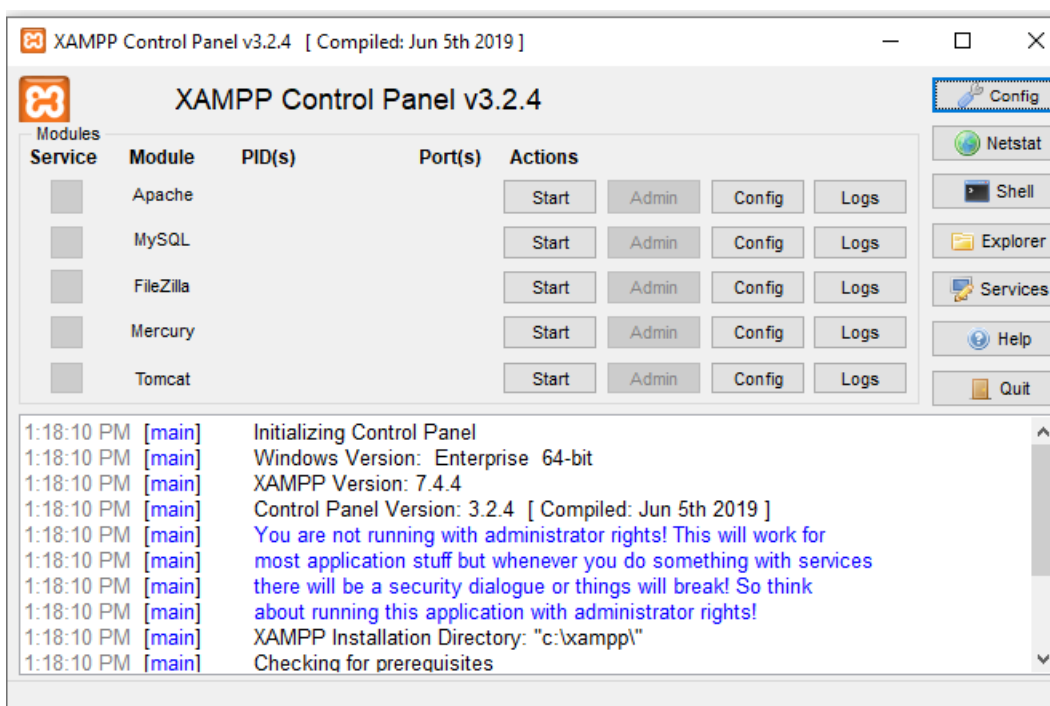 XAMPP Control Panel v3.2.4 [ Compiled: Jun 5th 2019 ]
XAMPP Control Panel v3.2.4
Config
Modules
Service Module PID(s) Port(s) Actions
Netstat
Apache Start Admin Config Logs
Shell
MySQL Start Admin Config Logs
Explorer
FileZilla Start Admin Config Logs
Services
Mercury Start Admin Config Logs
Help
Tomcat Start Admin Config Logs
Quit
1:18:10 PM [main] Initializing Control Panel
1:18:10 PM [main] Windows Version: Enterprise 64-bit
1:18:10 PM [main] XAMPP Version: 7.4.4
1:18:10 PM [main] Control Panel Version: 3.2.4 [ Compiled: Jun 5th 2019 ]
1:18:10 PM [main] You are not running with administrator rights! This will work for
1:18:10 PM [main] most application stuff but whenever you do something with services
1:18:10 PM [main] there will be a security dialogue or things will break! So think
1:18:10 PM [main] about running this application with administrator rights!
1:18:10 PM [main] XAMPP Installation Directory: "c:\xampp\"
1:18:10 PM [main] Checking for prerequisites